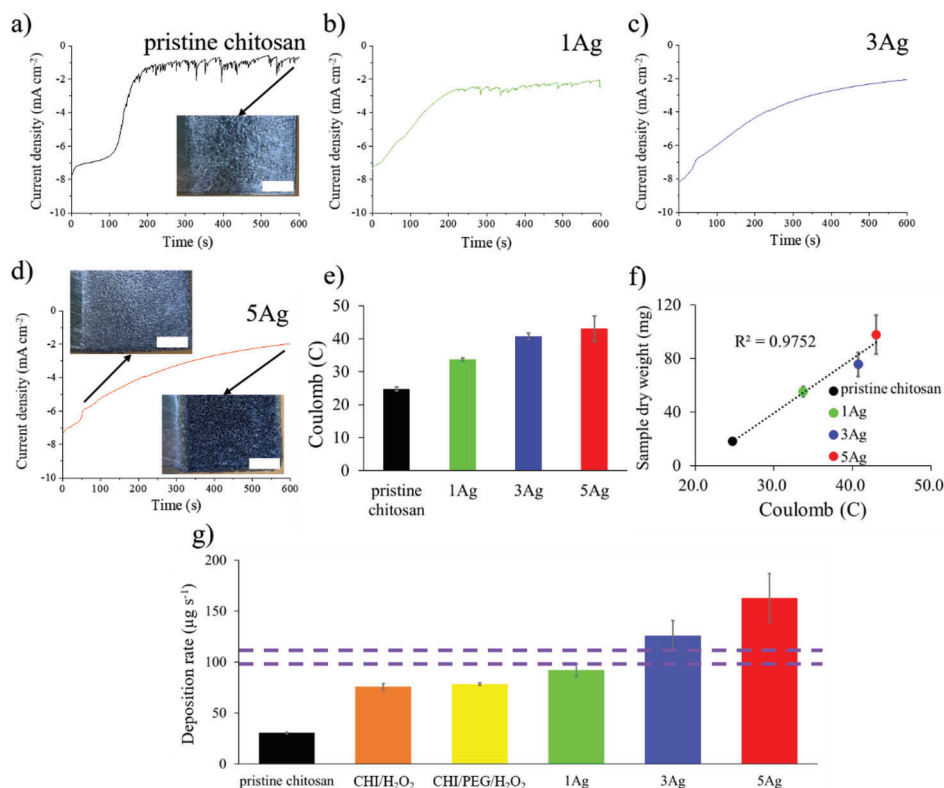 a)
pristine chitosan
0
-2
-4
-6
-8
-10
Current density (mA cm⁻²)
0 100 200 300 400 500 600
Time (s)
b)
1Ag
0
-2
-4
-6
-8
-10
Current density (mA cm⁻²)
0 100 200 300 400 500 600
Time (s)
c)
3Ag
0
-2
-4
-6
-8
-10
Current density (mA cm⁻²)
0 100 200 300 400 500 600
Time (s)
d)
5Ag
0
-2
-4
-6
-8
-10
Current density (mA cm⁻²)
0 100 200 300 400 500 600
Time (s)
e)
50
40
30
20
10
0
Coulomb (C)
pristine
chitosan
1Ag
3Ag
5Ag
f)
120
80
40
0
Sample dry weight (mg)
R² = 0.9752
pristine chitosan
1Ag
3Ag
5Ag
20.0 30.0 40.0 50.0
Coulomb (C)
g)
200
150
100
50
0
Deposition rate (µg s⁻¹)
pristine chitosan
CHI/H₂O₂
CHI/PEG/H₂O₂
1Ag
3Ag
5Ag